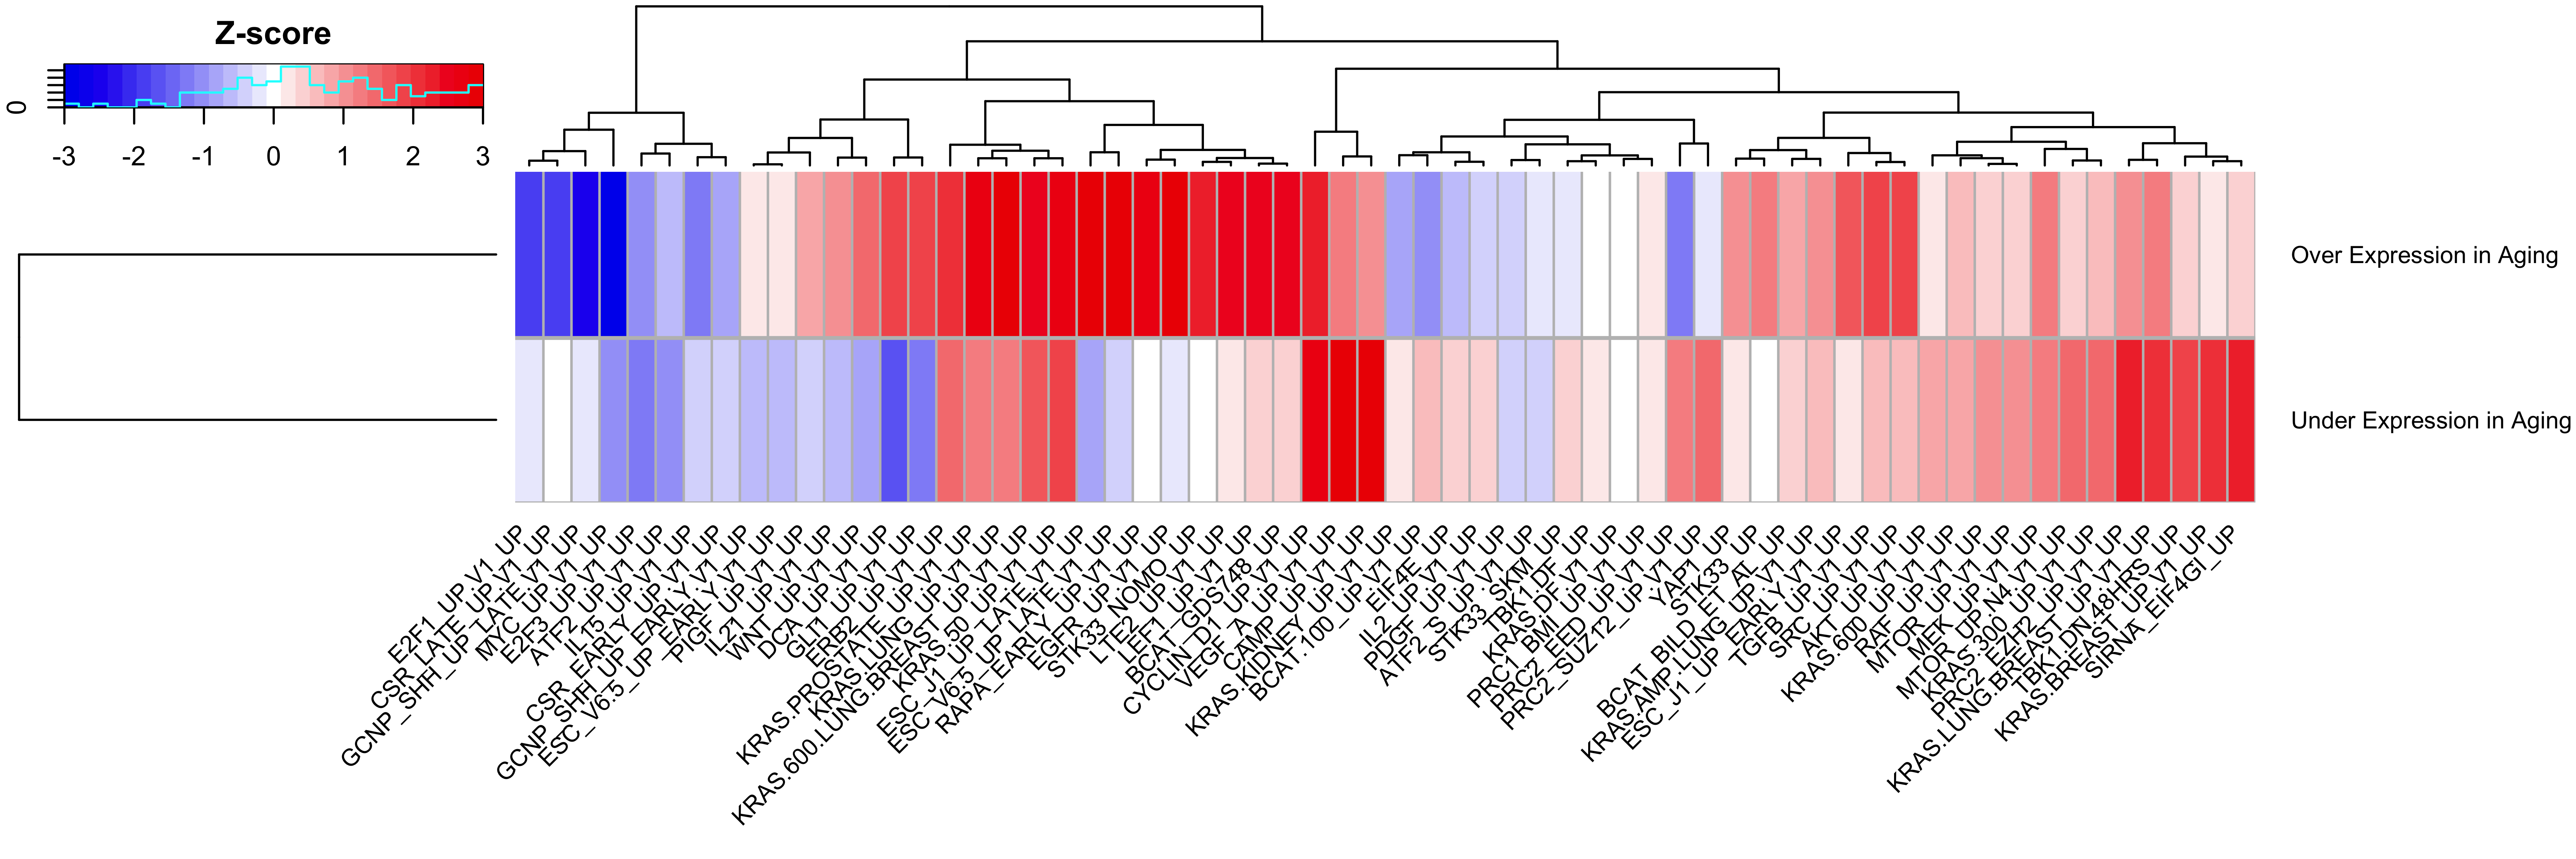 Z-score
0
-3 -2 -1 0 1 2 3
Over Expression in Aging
Under Expression in Aging
E2F1_UP.V1_UP
CSR_LATE_UP.V1_UP
GCNP_SHH_UP_LATE.V1_UP
MYC_UP.V1_UP
E2F3_UP.V1_UP
ATF2_UP.V1_UP
IL15_UP.V1_UP
CSR_EARLY_UP.V1_UP
GCNP_SHH_UP_EARLY.V1_UP
ESC_V6.5_UP_EARLY.V1_UP
PIGF_UP.V1_UP
IL21_UP.V1_UP
WNT_UP.V1_UP
DCA_UP.V1_UP
GLI1_UP.V1_UP
ERB2_UP.V1_UP
KRAS.PROSTATE_UP.V1_UP
KRAS.LUNG_UP.V1_UP
KRAS.600.LUNG.BREAST_UP.V1_UP
KRAS.50_UP.V1_UP
ESC_J1_UP_LATE.V1_UP
ESC_V6.5_UP_LATE.V1_UP
RAPA_EARLY_UP.V1_UP
EGFR_UP.V1_UP
STK33_NOMO_UP
LTE2_UP.V1_UP
LEF1_UP.V1_UP
BCAT_GDS748_UP
CYCLIN_D1_UP.V1_UP
VEGF_A_UP.V1_UP
CAMP_UP.V1_UP
KRAS.KIDNEY_UP.V1_UP
BCAT.100_UP.V1_UP
EIF4E_UP
IL2_UP.V1_UP
PDGF_UP.V1_UP
ATF2_S_UP.V1_UP
STK33_SKM_UP
TBK1.DF_UP
KRAS.DF.V1_UP
PRC1_BMI_UP.V1_UP
PRC2_EED_UP.V1_UP
PRC2_SUZ12_UP.V1_UP
YAP1_UP
STK33_UP
BCAT_BILD_ET_AL_UP
KRAS.AMP.LUNG_UP.V1_UP
ESC_J1_UP_EARLY.V1_UP
TGFB_UP.V1_UP
SRC_UP.V1_UP
AKT_UP.V1_UP
KRAS.600_UP.V1_UP
RAF_UP.V1_UP
MTOR_UP.V1_UP
MEK_UP.V1_UP
MTOR_UP.N4.V1_UP
KRAS.300_UP.V1_UP
PRC2_EZH2_UP.V1_UP
KRAS.LUNG.BREAST_UP.V1_UP
TBK1.DN.48HRS_UP
KRAS.BREAST_UP.V1_UP
SIRNA_EIF4GI_UP